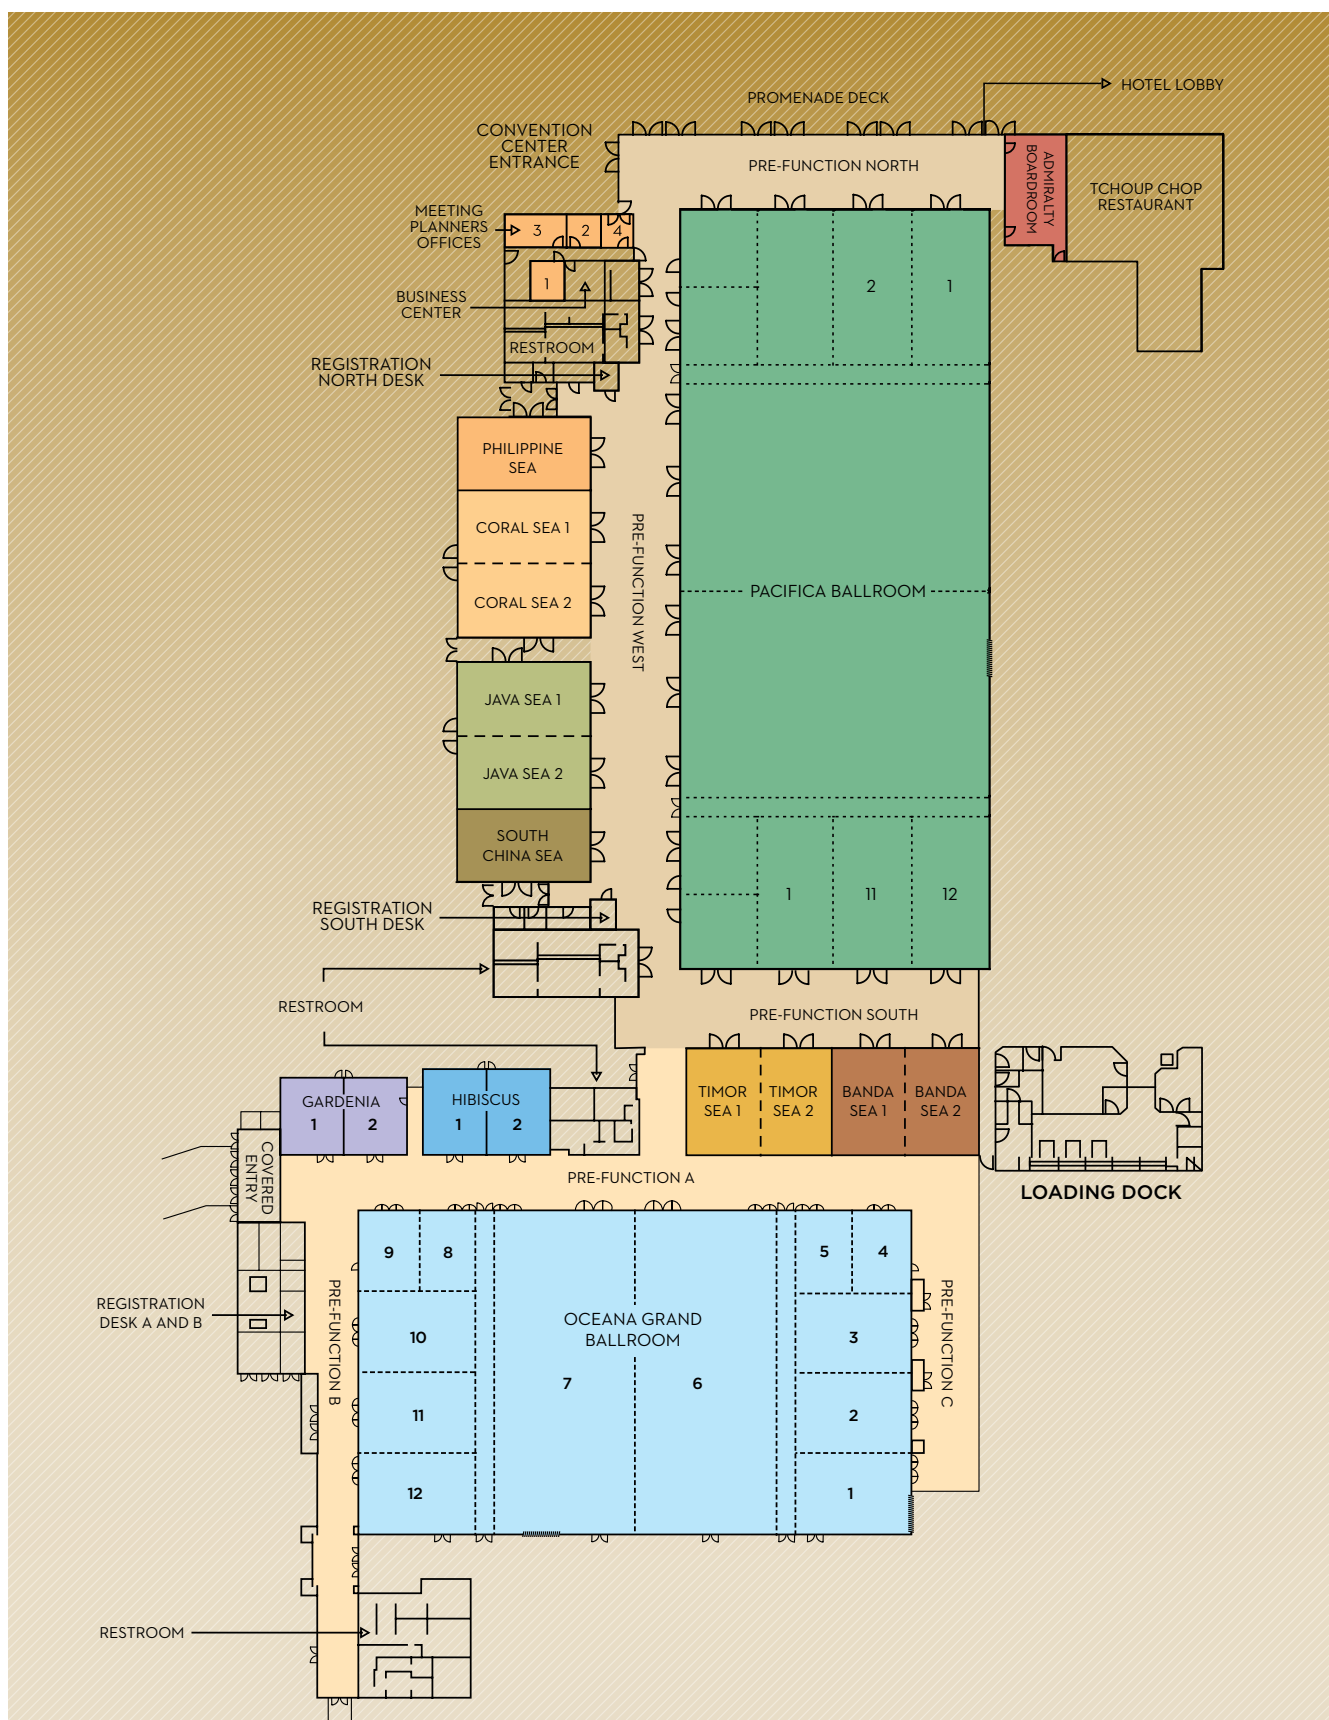 HOTEL LOBBY
PROMENADE DECK
CONVENTION
CENTER
ENTRANCE
PRE-FUNCTION NORTH
ADMIRALTY
BOARDROOM
TCHOUP CHOP
RESTAURANT
MEETING
PLANNERS
OFFICES
3
2
4
1
BUSINESS
CENTER
RESTROOM
REGISTRATION
NORTH DESK
2
1
PHILIPPINE
SEA
CORAL SEA 1
CORAL SEA 2
PRE-FUNCTION WEST
PACIFICA BALLROOM
JAVA SEA 1
JAVA SEA 2
SOUTH
CHINA SEA
1
11
12
REGISTRATION
SOUTH DESK
RESTROOM
PRE-FUNCTION SOUTH
GARDENIA
1
2
HIBISCUS
1
2
TIMOR
SEA 1
TIMOR
SEA 2
BANDA
SEA 1
BANDA
SEA 2
LOADING DOCK
COVERED
ENTRY
PRE-FUNCTION A
9
8
5
4
REGISTRATION
DESK A AND B
PRE-FUNCTION B
OCEANA GRAND
BALLROOM
10
3
PRE-FUNCTION C
7
6
11
2
12
1
RESTROOM